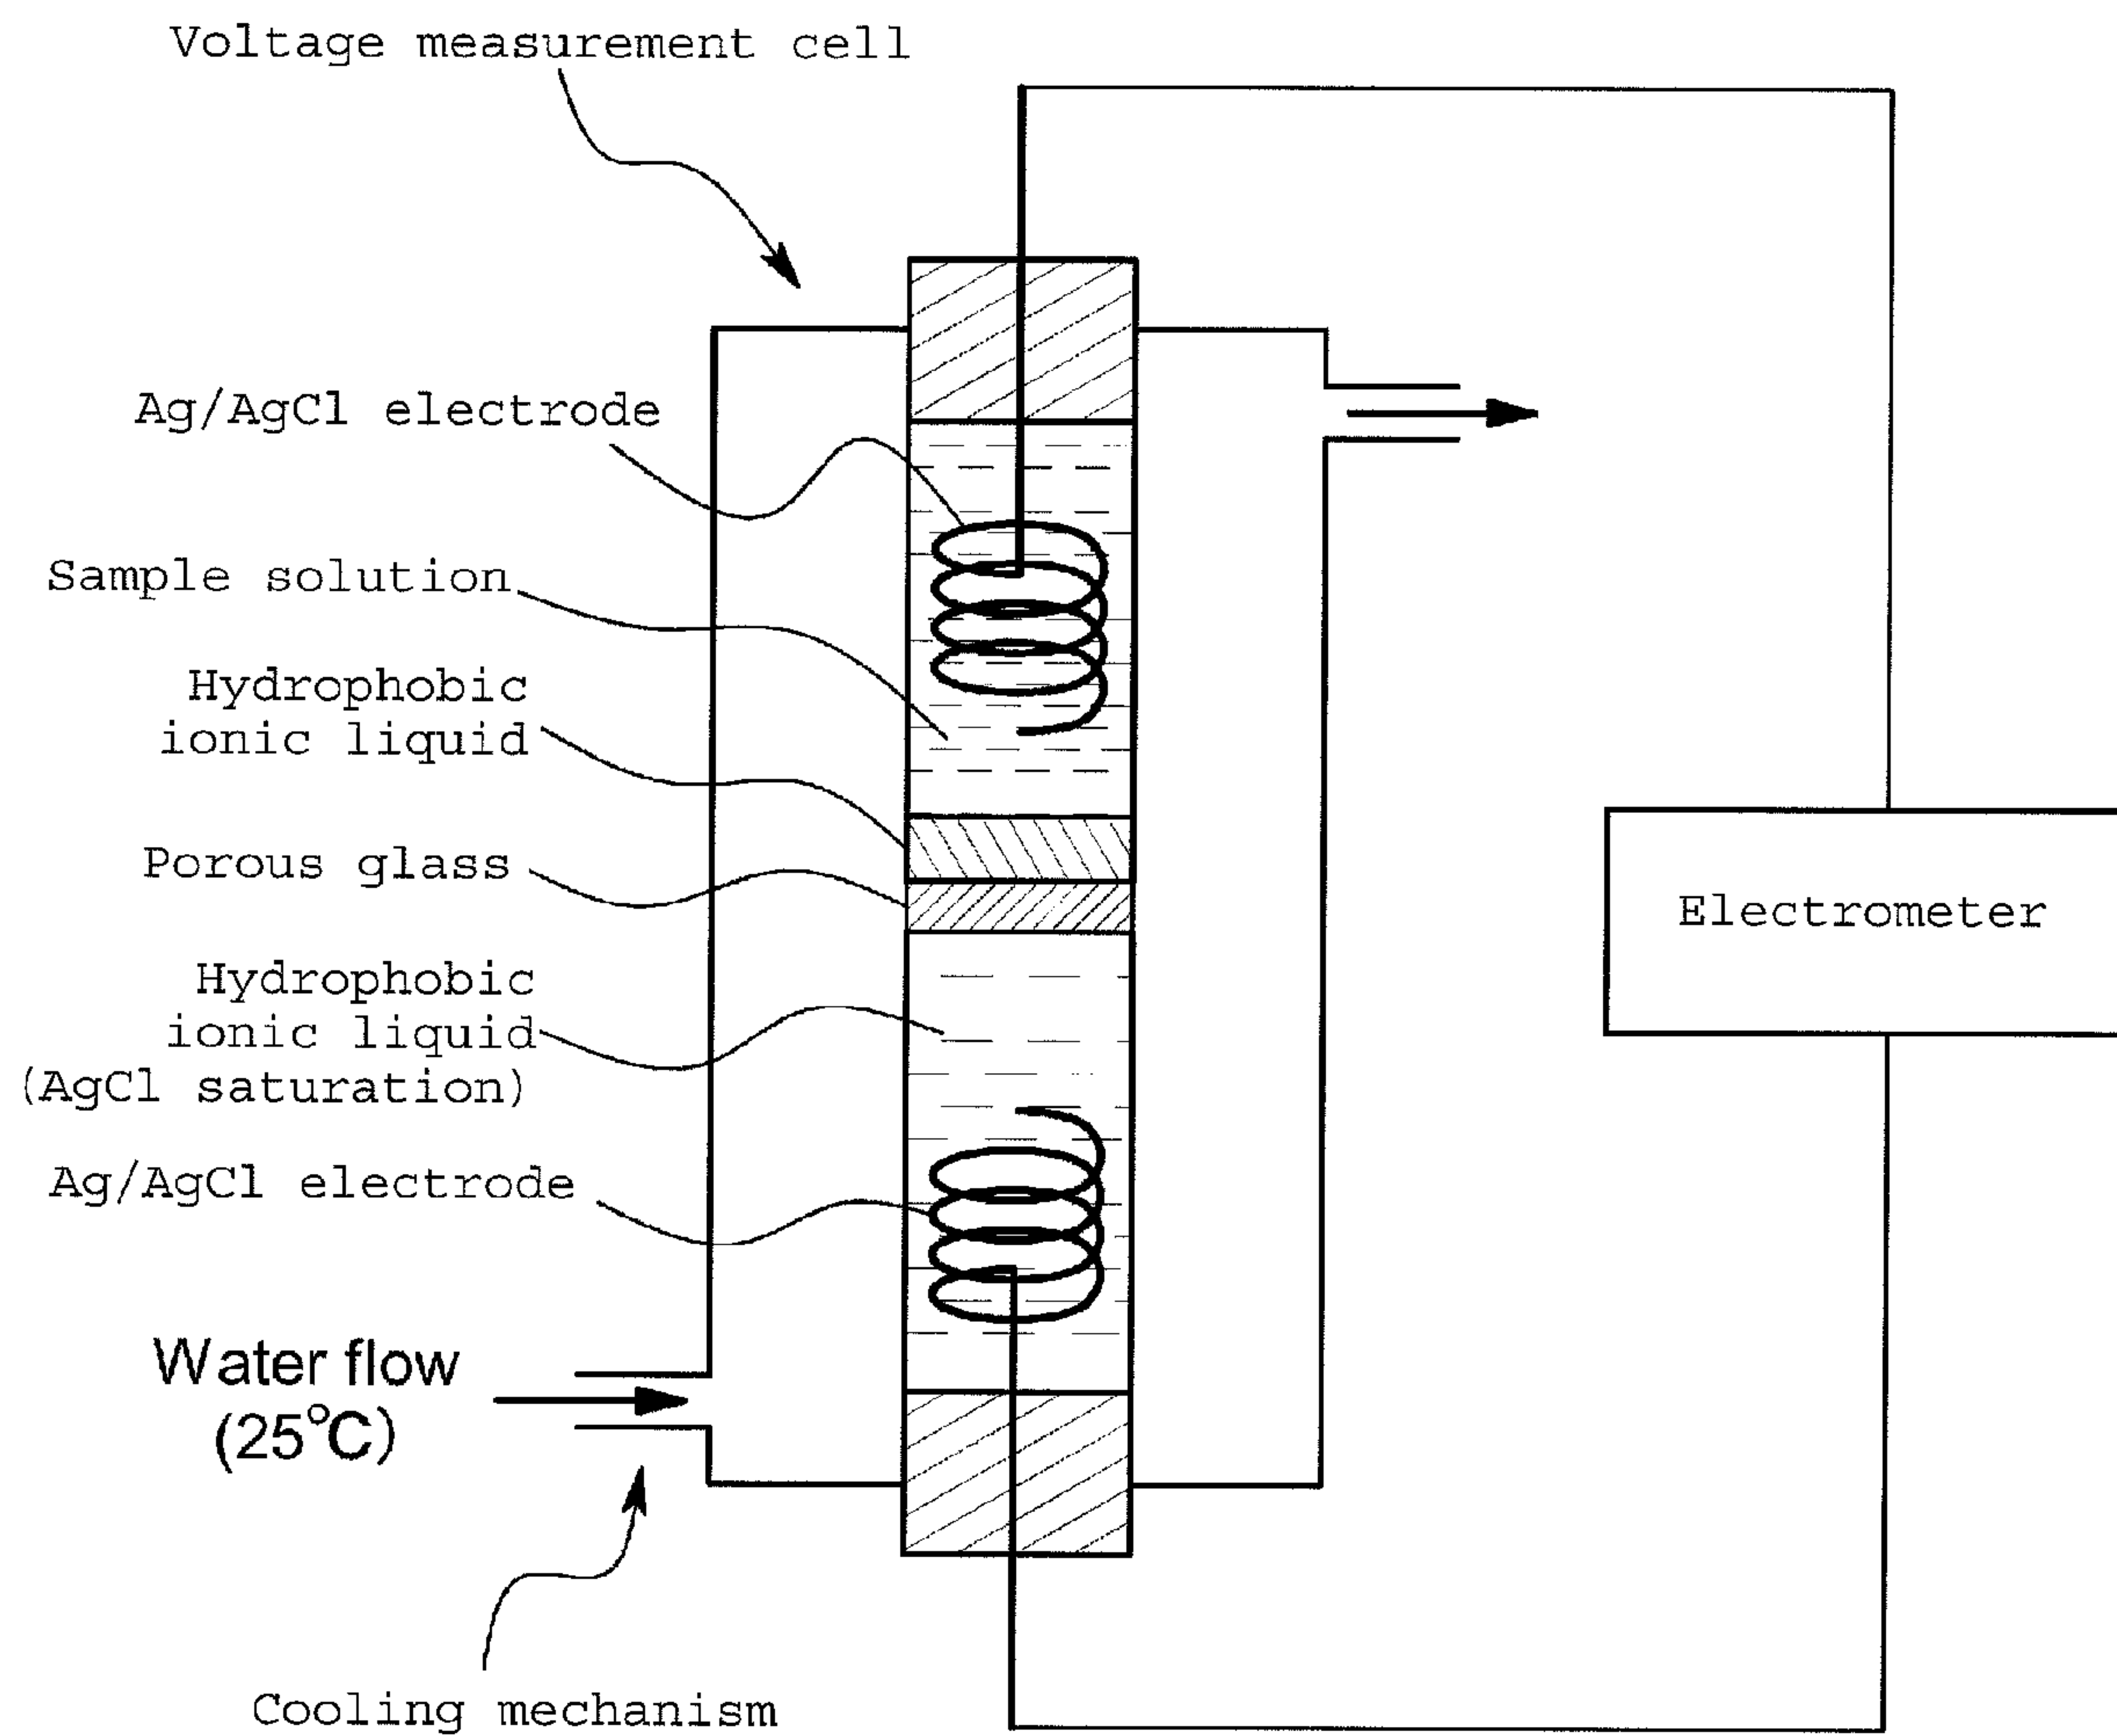 Voltage measurement cell
Ag/AgCl electrode
Sample solution
Hydrophobic
ionic liquid
Porous glass
Electrometer
Hydrophobic
ionic liquid
(AgCl saturation)
Ag/AgCl electrode
Water flow
(25°C)
Cooling mechanism